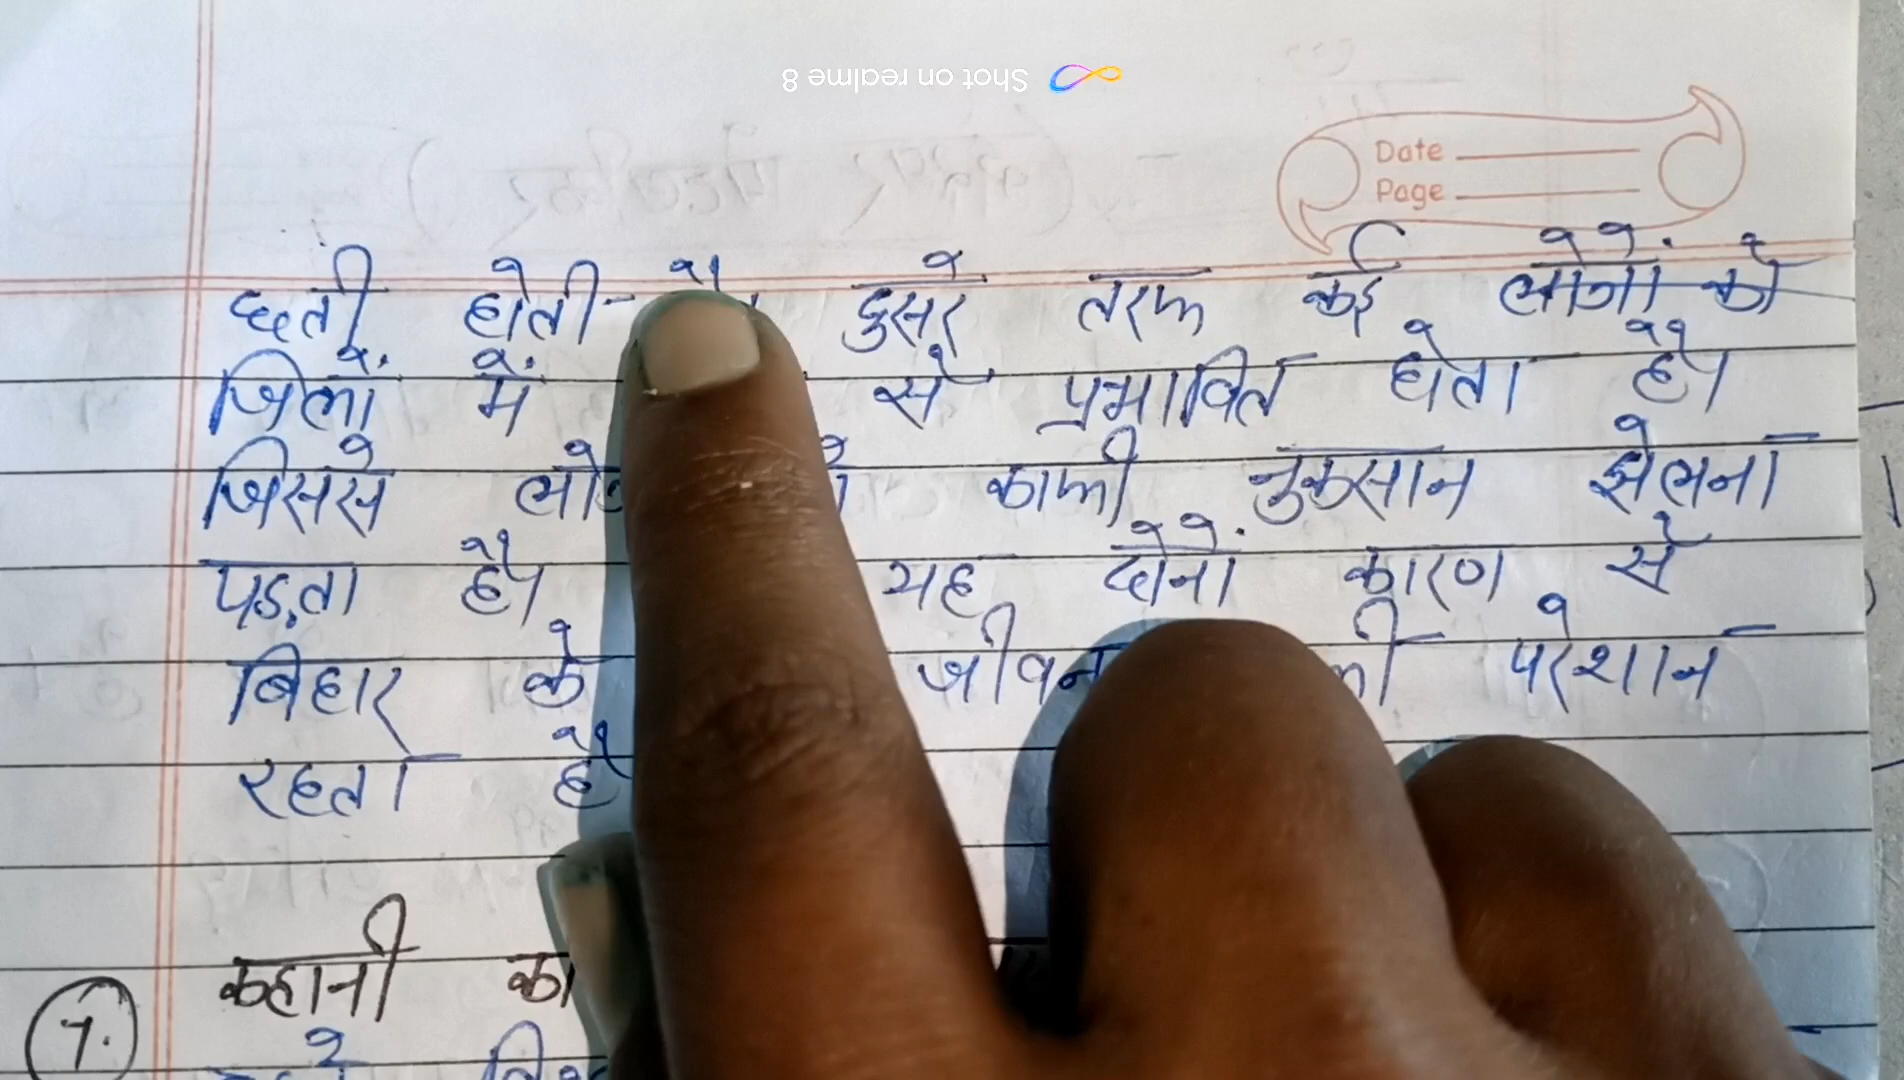 Shot on realme 8
Date
Page
छती होती है दुसरे तरफ कई लोगों को
जिलों में से प्रभावित होता है।
जिससे काफी नुकसान झेलना
पड़ता है। यह दोनों कारण से
बिहार के जीवन परेशान
रहता है
7. कहानी का